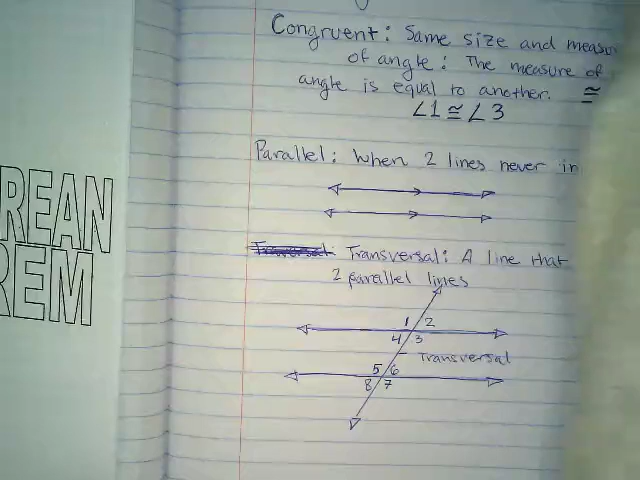 Congruent: Same size and measu
of angle: The measure of
angle is equal to another. ≅
∠1 ≅ ∠3
Parallel: When 2 lines never in
Transversal: A line that
2 parallel lines
1 2
4 3
Transversal
5 6
8 7
REAN
REM